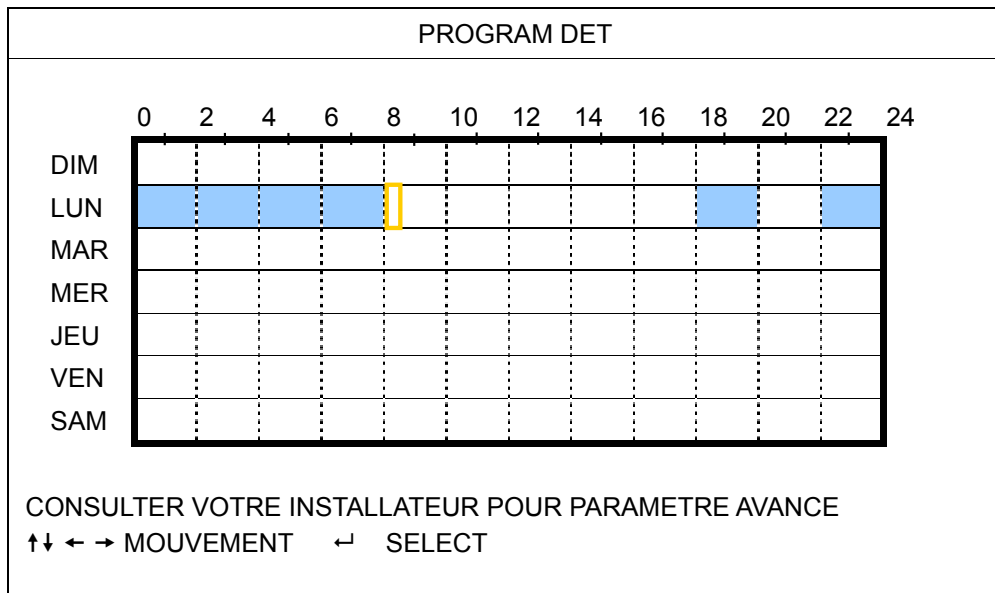 PROGRAM DET
0 2 4 6 8 10 12 14 16 18 20 22 24
DIM
LUN
MAR
MER
JEU
VEN
SAM
CONSULTER VOTRE INSTALLATEUR POUR PARAMETRE AVANCE
↑↓ ← → MOUVEMENT ↵ SELECT